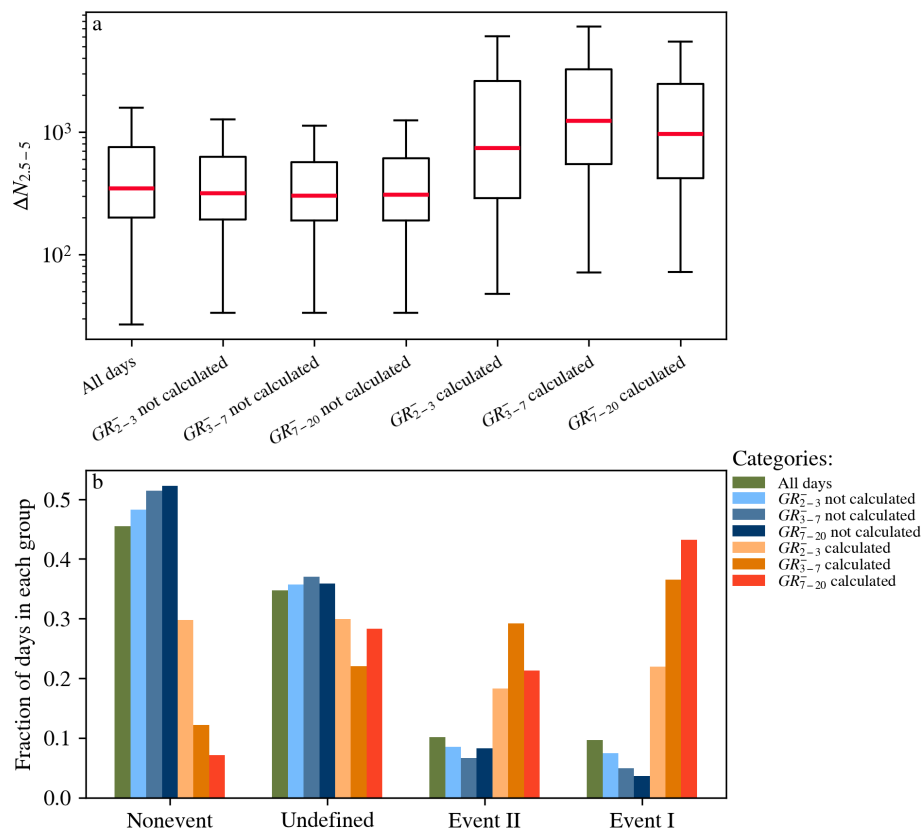 a
10³
10²
ΔN₂.₅₋₅
All days
GR⁻₂₋₃ not calculated
GR⁻₃₋₇ not calculated
GR⁻₇₋₂₀ not calculated
GR⁻₂₋₃ calculated
GR⁻₃₋₇ calculated
GR⁻₇₋₂₀ calculated
b
0.5
0.4
0.3
0.2
0.1
0.0
Fraction of days in each group
Nonevent
Undefined
Event II
Event I
Categories:
All days
GR⁻₂₋₃ not calculated
GR⁻₃₋₇ not calculated
GR⁻₇₋₂₀ not calculated
GR⁻₂₋₃ calculated
GR⁻₃₋₇ calculated
GR⁻₇₋₂₀ calculated